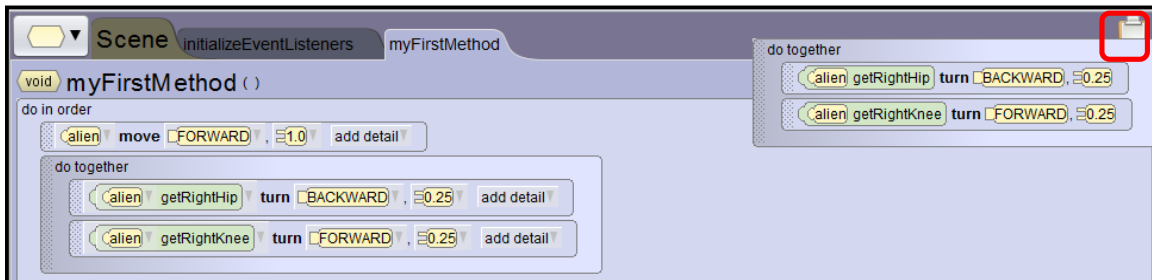 Scene initializeEventListeners myFirstMethod
void myFirstMethod ( )
do in order
alien move FORWARD , 1.0 add detail
do together
alien getRightHip turn BACKWARD , 0.25 add detail
alien getRightKnee turn FORWARD , 0.25 add detail
do together
alien getRightHip turn BACKWARD, 0.25
alien getRightKnee turn FORWARD, 0.25